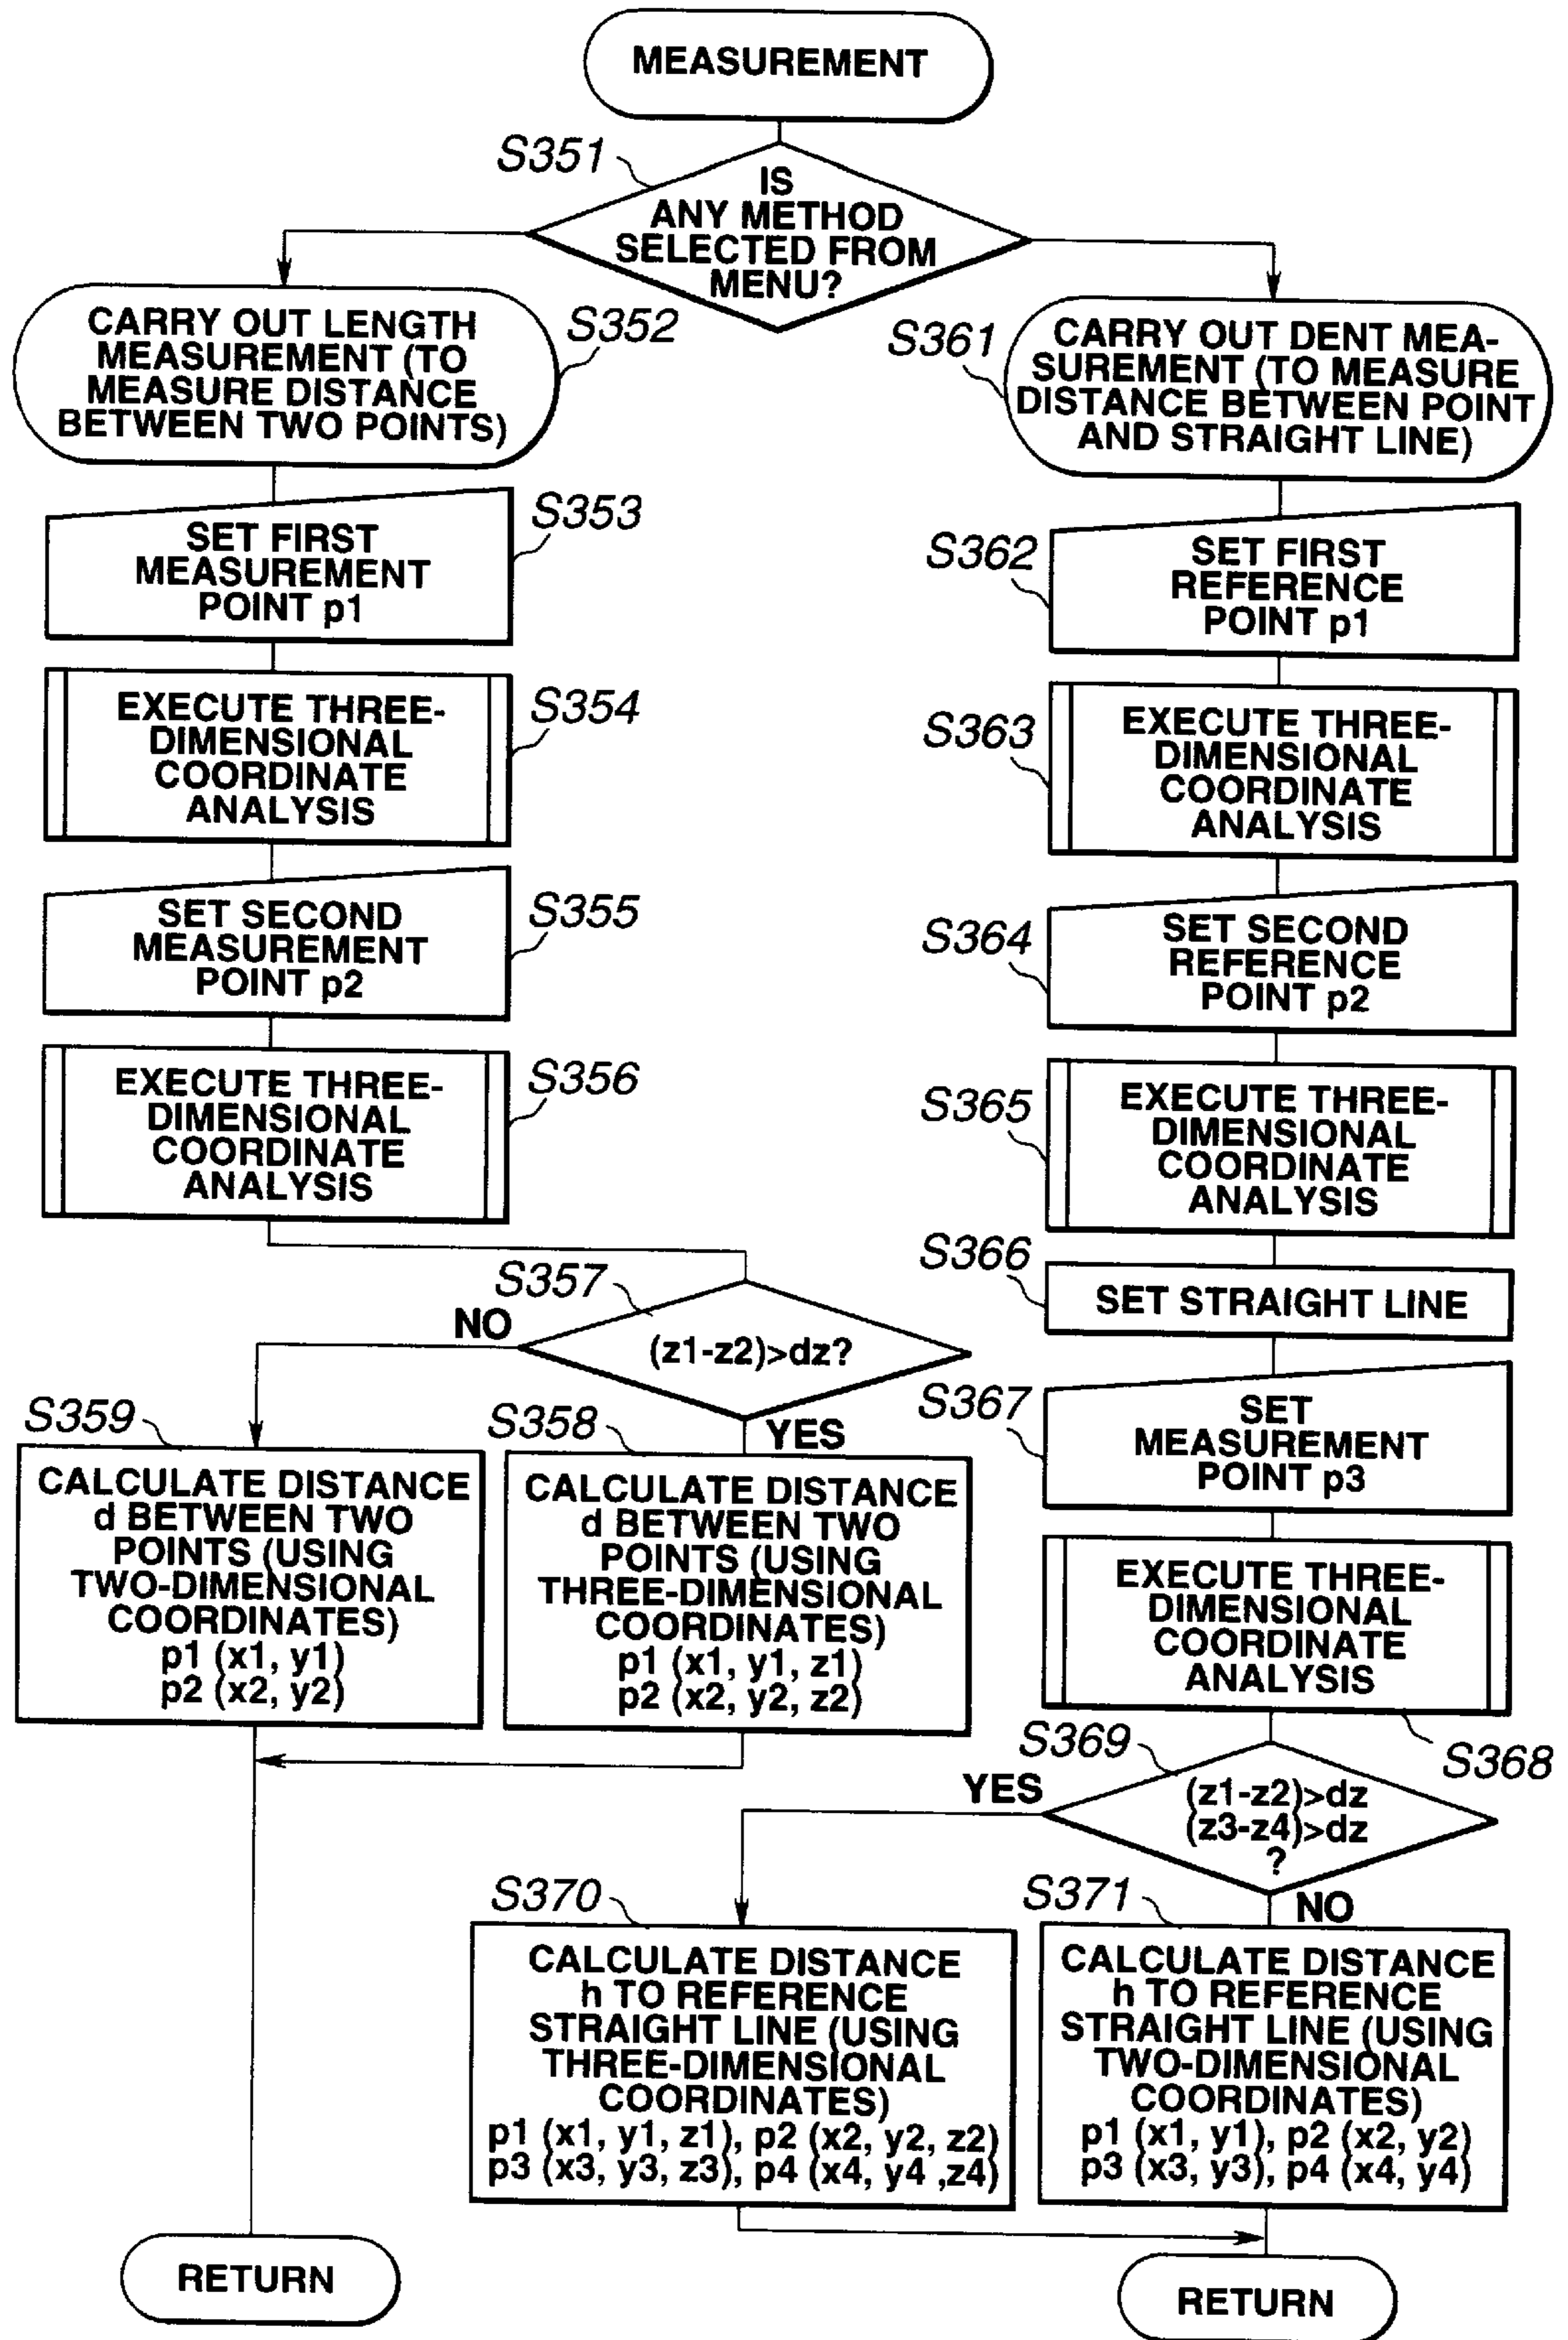 MEASUREMENT
S351
IS
ANY METHOD
SELECTED FROM
MENU?
CARRY OUT LENGTH
MEASUREMENT (TO
MEASURE DISTANCE
BETWEEN TWO POINTS)
S352
S353
SET FIRST
MEASUREMENT
POINT p1
EXECUTE THREE-
DIMENSIONAL
COORDINATE
ANALYSIS
S354
SET SECOND
MEASUREMENT
POINT p2
S355
EXECUTE THREE-
DIMENSIONAL
COORDINATE
ANALYSIS
S356
S357
(z1-z2)>dz?
NO
YES
S359
CALCULATE DISTANCE
d BETWEEN TWO
POINTS (USING
TWO-DIMENSIONAL
COORDINATES)
p1 (x1, y1)
p2 (x2, y2)
S358
CALCULATE DISTANCE
d BETWEEN TWO
POINTS (USING
THREE-DIMENSIONAL
COORDINATES)
p1 (x1, y1, z1)
p2 (x2, y2, z2)
RETURN
S361
CARRY OUT DENT MEA-
SUREMENT (TO MEASURE
DISTANCE BETWEEN POINT
AND STRAIGHT LINE)
S362
SET FIRST
REFERENCE
POINT p1
S363
EXECUTE THREE-
DIMENSIONAL
COORDINATE
ANALYSIS
S364
SET SECOND
REFERENCE
POINT p2
S365
EXECUTE THREE-
DIMENSIONAL
COORDINATE
ANALYSIS
S366
SET STRAIGHT LINE
S367
SET
MEASUREMENT
POINT p3
EXECUTE THREE-
DIMENSIONAL
COORDINATE
ANALYSIS
S368
S369
(z1-z2)>dz
(z3-z4)>dz
?
YES
NO
S370
CALCULATE DISTANCE
h TO REFERENCE
STRAIGHT LINE (USING
THREE-DIMENSIONAL
COORDINATES)
p1 (x1, y1, z1), p2 (x2, y2, z2)
p3 (x3, y3, z3), p4 (x4, y4 ,z4)
S371
CALCULATE DISTANCE
h TO REFERENCE
STRAIGHT LINE (USING
TWO-DIMENSIONAL
COORDINATES)
p1 (x1, y1), p2 (x2, y2)
p3 (x3, y3), p4 (x4, y4)
RETURN